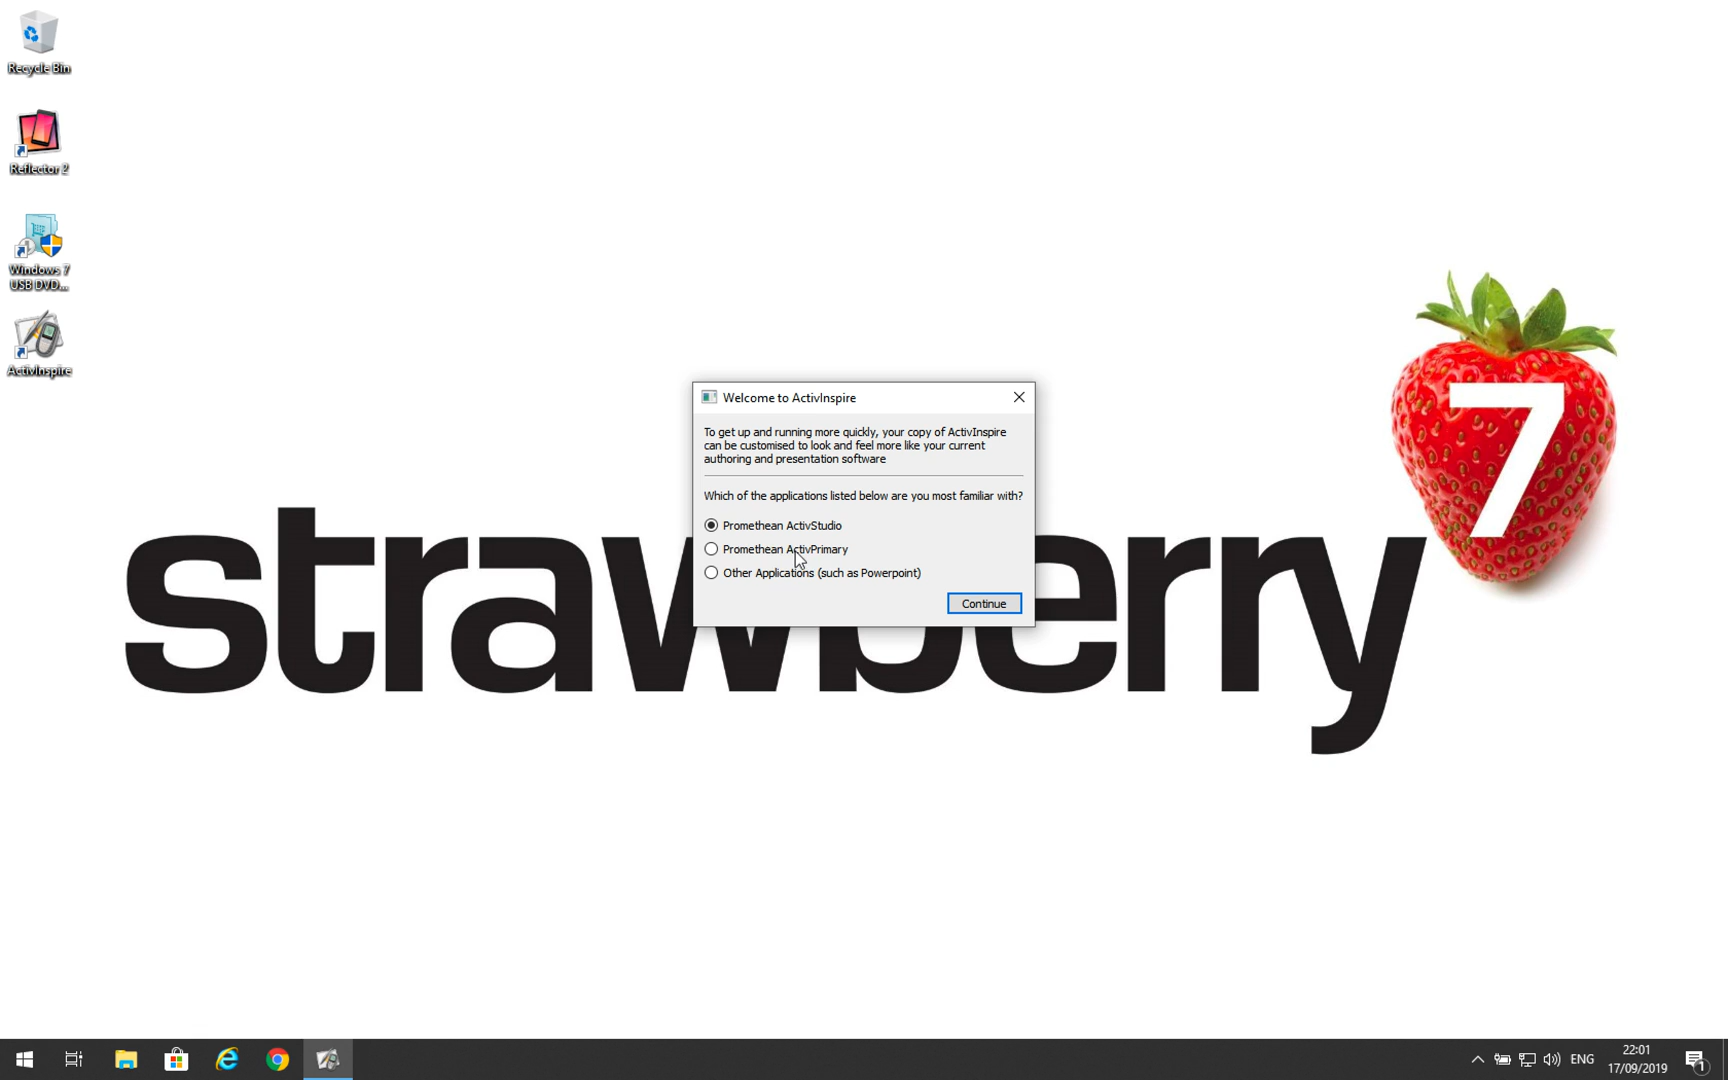 Recycle Bin
Reflector 2
Windows 7
USB DVD...
ActivInspire
Welcome to ActivInspire
To get up and running more quickly, your copy of ActivInspire
can be customised to look and feel more like your current
authoring and presentation software
Which of the applications listed below are you most familiar with?
Promethean ActivStudio
Promethean ActivPrimary
Other Applications (such as Powerpoint)
Continue
strawberry
7
ENG
22:01
17/09/2019
1